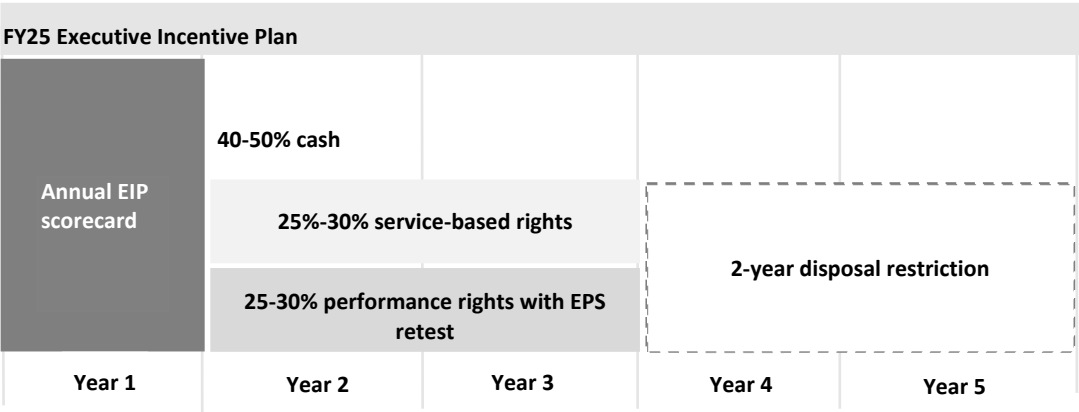 FY25 Executive Incentive Plan
40-50% cash
Annual EIP
scorecard
25%-30% service-based rights
2-year disposal restriction
25-30% performance rights with EPS
retest
Year 1
Year 2
Year 3
Year 4
Year 5